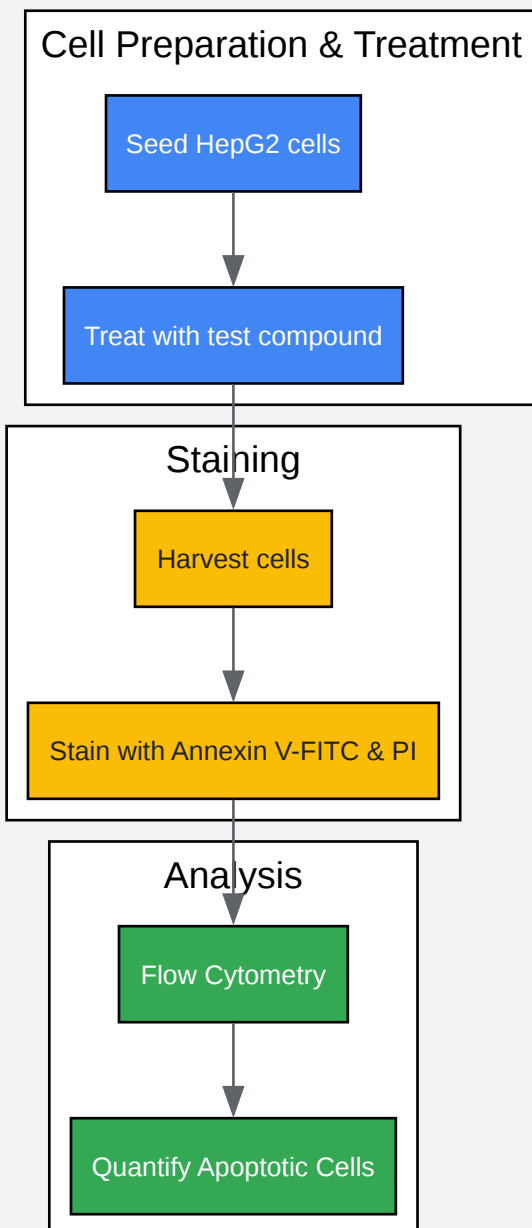 Cell Preparation & Treatment
Seed HepG2 cells
Treat with test compound
Staining
Harvest cells
Stain with Annexin V-FITC & PI
Analysis
Flow Cytometry
Quantify Apoptotic Cells